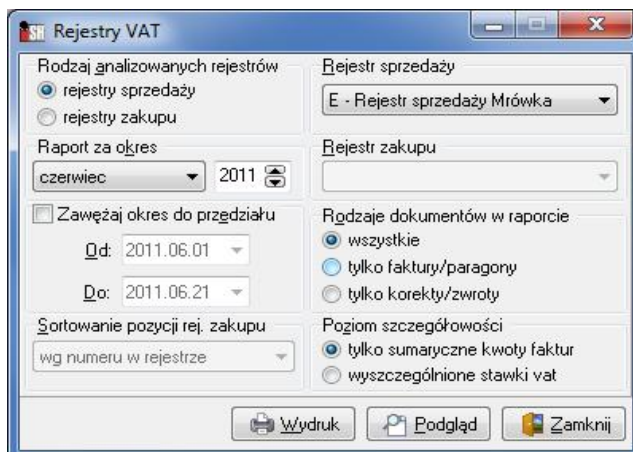 Rejestry VAT
Rodzaj analizowanych rejestrów
rejestry sprzedaży
rejestry zakupu
Rejestr sprzedaży
E - Rejestr sprzedaży Mrówka
Raport za okres
czerwiec 2011
Rejestr zakupu
Zawężaj okres do przedziału
Od: 2011.06.01
Do: 2011.06.21
Rodzaje dokumentów w raporcie
wszystkie
tylko faktury/paragony
tylko korekty/zwroty
Sortowanie pozycji rej. zakupu
wg numeru w rejestrze
Poziom szczegółowości
tylko sumaryczne kwoty faktur
wyszczególnione stawki vat
Wydruk Podgląd Zamknij